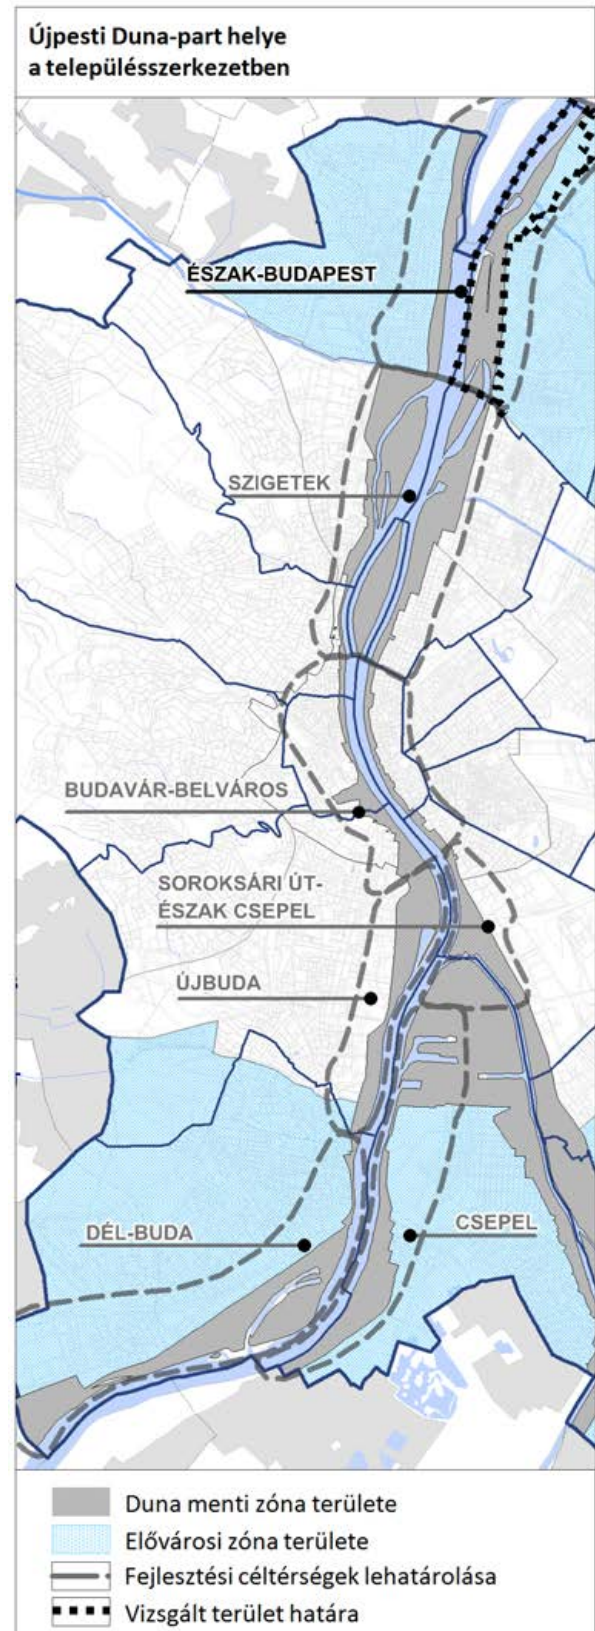 Újpesti Duna-part helye
a településszerkezetben
ÉSZAK-BUDAPEST
SZIGETEK
BUDAVÁR-BELVÁROS
SOROKSÁRI ÚT-
ÉSZAK CSEPEL
ÚJBUDA
DÉL-BUDA
CSEPEL
Duna menti zóna területe
Elővárosi zóna területe
Fejlesztési céltérségek lehatárolása
Vizsgált terület határa